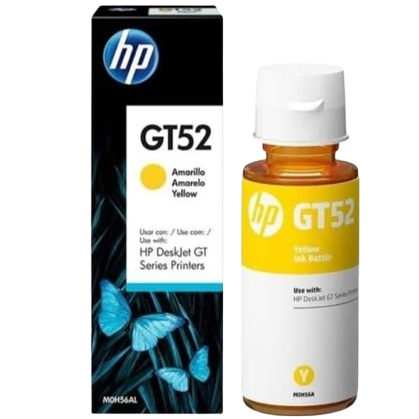 hp
GT52
Amarillo
Amarelo
Yellow
Usar con: / Use com: /
Use with:
HP DeskJet GT
Series Printers
M0H56AL
hp GT52
Yellow
Ink Bottle
Use with:
HP DeskJet GT Series Printers
Y
M0H56A